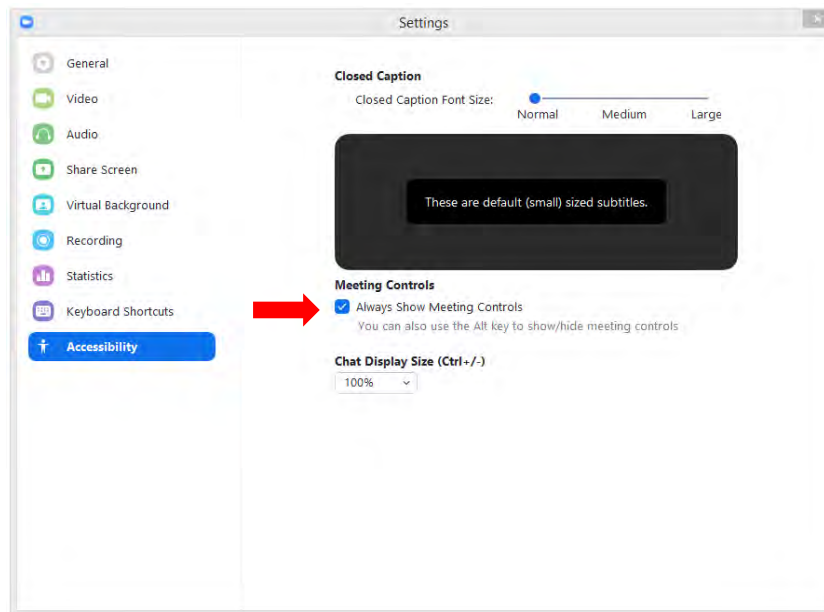 Settings
General
Video
Audio
Share Screen
Virtual Background
Recording
Statistics
Keyboard Shortcuts
Accessibility
Closed Caption
Closed Caption Font Size:
Normal Medium Large
These are default (small) sized subtitles.
Meeting Controls
Always Show Meeting Controls
You can also use the Alt key to show/hide meeting controls
Chat Display Size (Ctrl+/-)
100%